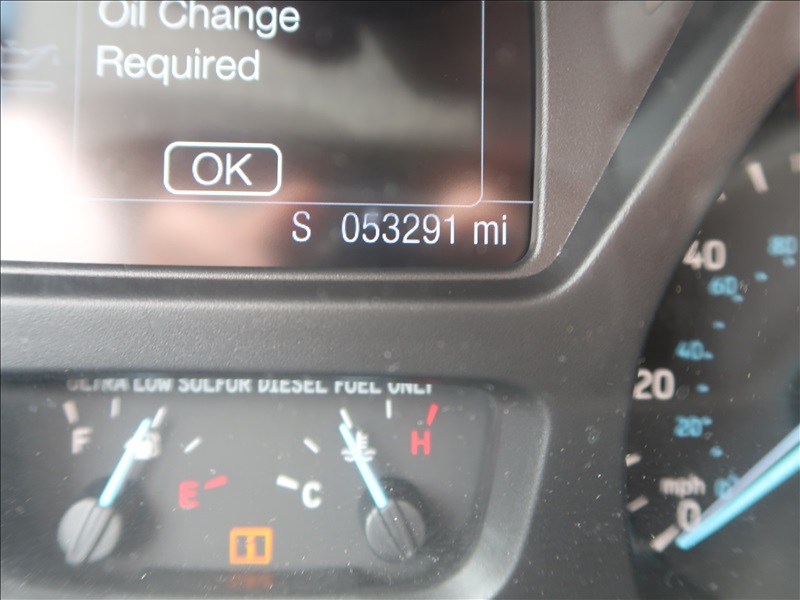 Oil Change
Required
OK
S 053291 mi
ULTRA LOW SULFUR DIESEL FUEL ONLY
F
E
C
H
40
20
0
mph
80
60
40
20
0